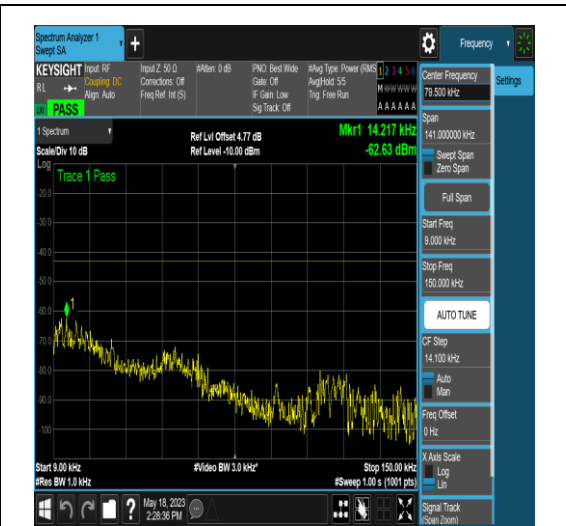 Spectrum Analyzer 1
Swept SA
+
Frequency
KEYSIGHT
Input: RF
Input Z: 50 Ω
#Atten: 0 dB
PNO: Best Wide
#Avg Type: Power (RMS
1 2 3 4 5 6
RL
Coupling: DC
Corrections: Off
Gate: Off
Avg|Hold: 5/5
M W W W W W
Align: Auto
Freq Ref: Int (S)
IF Gain: Low
Trig: Free Run
PASS
Sig Track: Off
A A A A A A
1 Spectrum
Ref Lvl Offset 4.77 dB
Mkr1 14.217 kHz
Scale/Div 10 dB
Ref Level -10.00 dBm
-62.63 dBm
Log
Trace 1 Pass
-20.0
-30.0
-40.0
-50.0
-60.0
1
-70.0
-80.0
-90.0
-100
Start 9.00 kHz
#Video BW 3.0 kHz*
Stop 150.00 kHz
#Res BW 1.0 kHz
#Sweep 1.00 s (1001 pts)
?
May 18, 2023
2:28:36 PM
Center Frequency
79.500 kHz
Settings
Span
141.000000 kHz
Swept Span
Zero Span
Full Span
Start Freq
9.000 kHz
Stop Freq
150.000 kHz
AUTO TUNE
CF Step
14.100 kHz
Auto
Man
Freq Offset
0 Hz
X Axis Scale
Log
Lin
Signal Track
(Span Zoom)